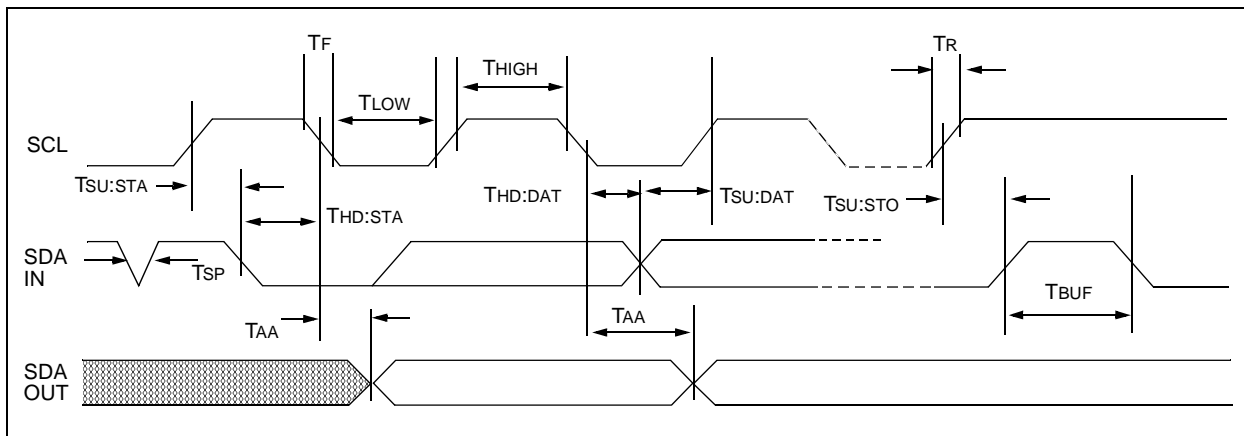 TF
TR
THIGH
TLOW
SCL
TSU:STA
THD:DAT
TSU:DAT
TSU:STO
THD:STA
SDA
IN
TSP
TBUF
TAA
TAA
SDA
OUT